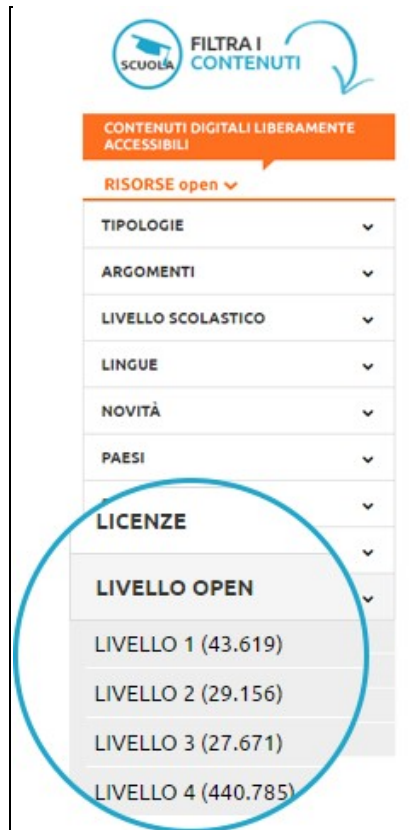 SCUOLA
FILTRA I
CONTENUTI
CONTENUTI DIGITALI LIBERAMENTE
ACCESSIBILI
RISORSE open
TIPOLOGIE
ARGOMENTI
LIVELLO SCOLASTICO
LINGUE
NOVITÀ
PAESI
LICENZE
LIVELLO OPEN
LIVELLO 1 (43.619)
LIVELLO 2 (29.156)
LIVELLO 3 (27.671)
LIVELLO 4 (440.785)